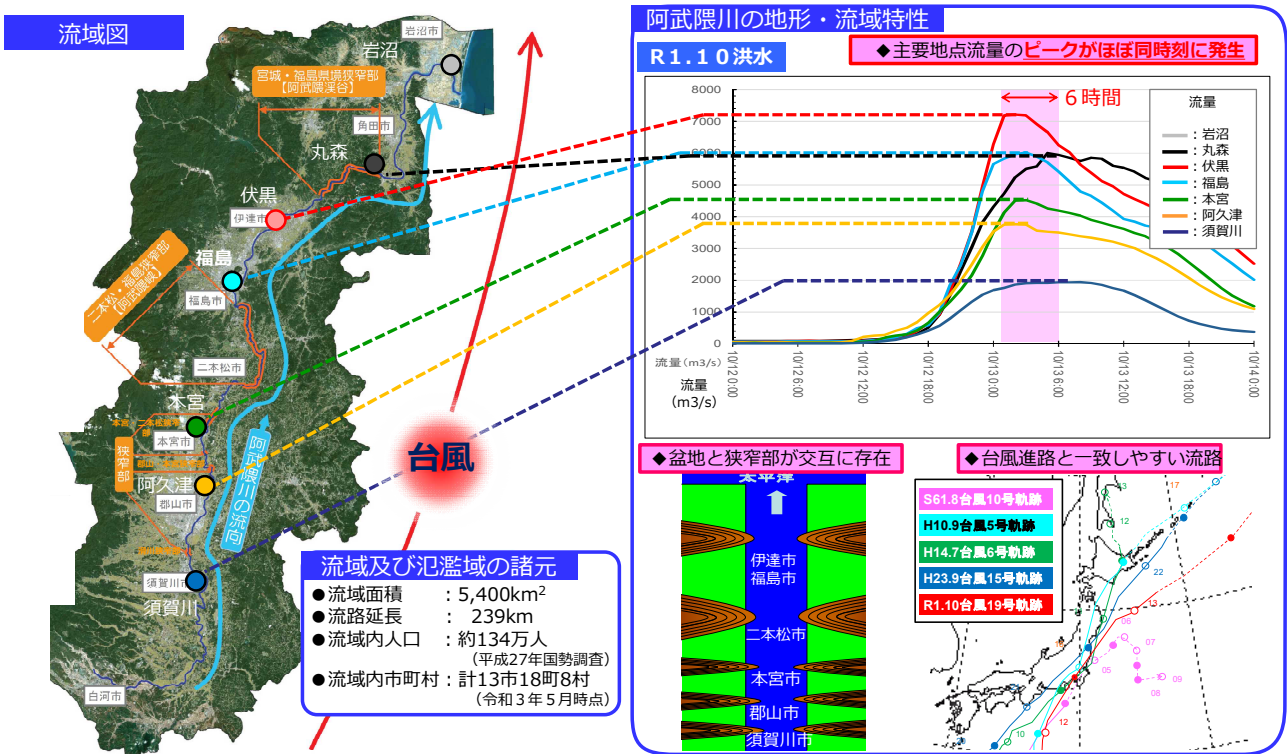 流域図
岩沼市
岩沼
宮城・福島県境狭窄部
【阿武隈渓谷】
角田市
丸森
伏黒
伊達市
福島
二本松・福島狭窄部
【阿武隈峡】
福島市
二本松市
本宮
本宮市
狭窄部
阿久津
郡山市
須賀川市
須賀川
白河市
阿武隈川の流向
台風
流域及び氾濫域の諸元
●流域面積 : 5,400km²
●流路延長 : 239km
●流域内人口 : 約134万人
(平成27年国勢調査)
●流域内市町村 : 計13市18町8村
(令和3年5月時点)
阿武隈川の地形・流域特性
R1.10洪水
◆主要地点流量のピークがほぼ同時刻に発生
6時間
8000
7000
6000
5000
4000
3000
2000
1000
0
流量
: 岩沼
: 丸森
: 伏黒
: 福島
: 本宮
: 阿久津
: 須賀川
流量(m3/s)
流量
(m3/s)
10/12 0:00
10/12 6:00
10/12 12:00
10/12 18:00
10/13 0:00
10/13 6:00
10/13 12:00
10/13 18:00
10/14 0:00
◆盆地と狭窄部が交互に存在
太平洋
伊達市
福島市
二本松市
本宮市
郡山市
須賀川市
◆台風進路と一致しやすい流路
S61.8台風10号軌跡
H10.9台風5号軌跡
H14.7台風6号軌跡
H23.9台風15号軌跡
R1.10台風19号軌跡
13
17
12
22
13
06
07
05
09
08
12
10